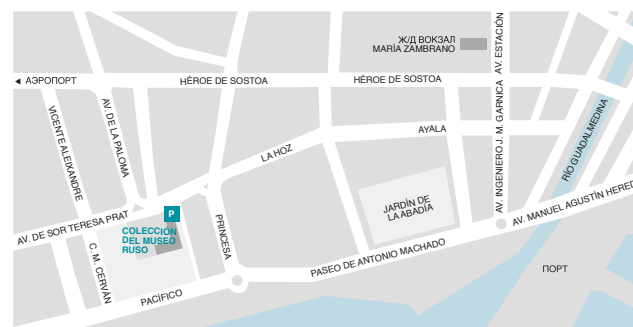 Ж/Д ВОКЗАЛ
MARÍA ZAMBRANO
AV. ESTACIÓN
АЭРОПОРТ
HÉROE DE SOSTOA
HÉROE DE SOSTOA
VICENTE ALEIXANDRE
AV. DE LA PALOMA
AV. INGENIERO J. M. GARNICA
RÍO GUADALMEDINA
AYALA
LA HOZ
JARDÍN DE
LA ABADÍA
P
AV. DE SOR TERESA PRAT
COLECCIÓN
DEL MUSEO
RUSO
PRINCESA
AV. MANUEL AGUSTÍN HERED
C. M. CERVÁN
PASEO DE ANTONIO MACHADO
ПОРТ
PACÍFICO